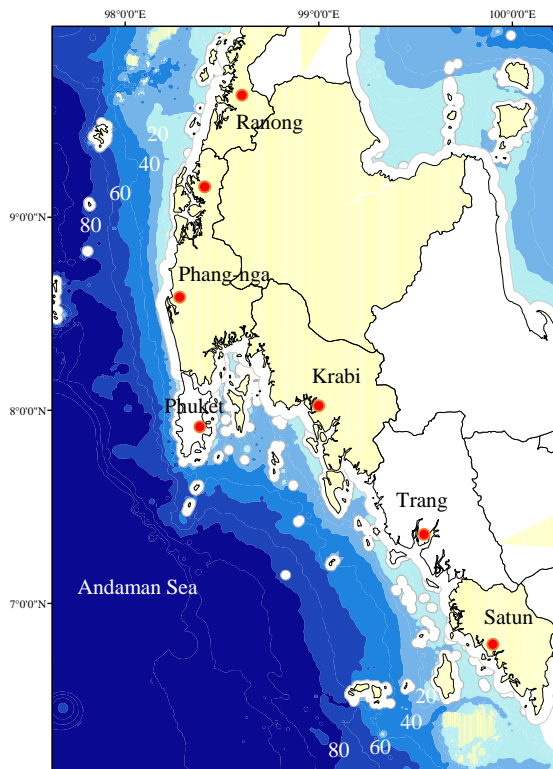 98°0'0"E 99°0'0"E 100°0'0"E
Ranong
20
40
60
80
9°0'0"N
Phang-nga
Krabi
Phuket
8°0'0"N
Trang
Andaman Sea
7°0'0"N
Satun
20
40
60
80